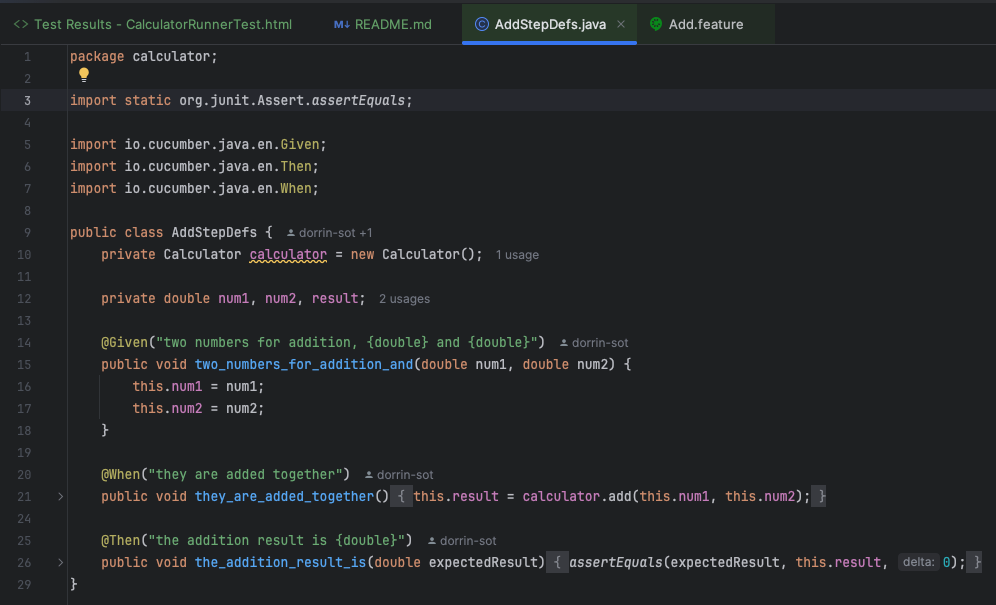 <> Test Results - CalculatorRunnerTest.html M↓ README.md © AddStepDefs.java × Add.feature
1 package calculator;
2
3 import static org.junit.Assert.assertEquals;
4
5 import io.cucumber.java.en.Given;
6 import io.cucumber.java.en.Then;
7 import io.cucumber.java.en.When;
8
9 public class AddStepDefs { dorrin-sot +1
10 private Calculator calculator = new Calculator(); 1 usage
11
12 private double num1, num2, result; 2 usages
13
14 @Given("two numbers for addition, {double} and {double}") dorrin-sot
15 public void two_numbers_for_addition_and(double num1, double num2) {
16 this.num1 = num1;
17 this.num2 = num2;
18 }
19
20 @When("they are added together") dorrin-sot
21 public void they_are_added_together() { this.result = calculator.add(this.num1, this.num2); }
24
25 @Then("the addition result is {double}") dorrin-sot
26 public void the_addition_result_is(double expectedResult) { assertEquals(expectedResult, this.result, delta: 0); }
29 }